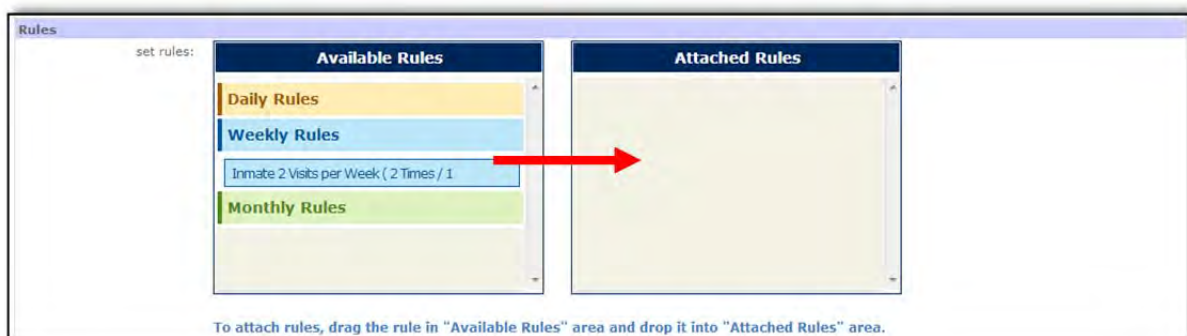 Rules
set rules:
Available Rules
Attached Rules
Daily Rules
Weekly Rules
Inmate 2 Visits per Week ( 2 Times / 1
Monthly Rules
To attach rules, drag the rule in "Available Rules" area and drop it into "Attached Rules" area.